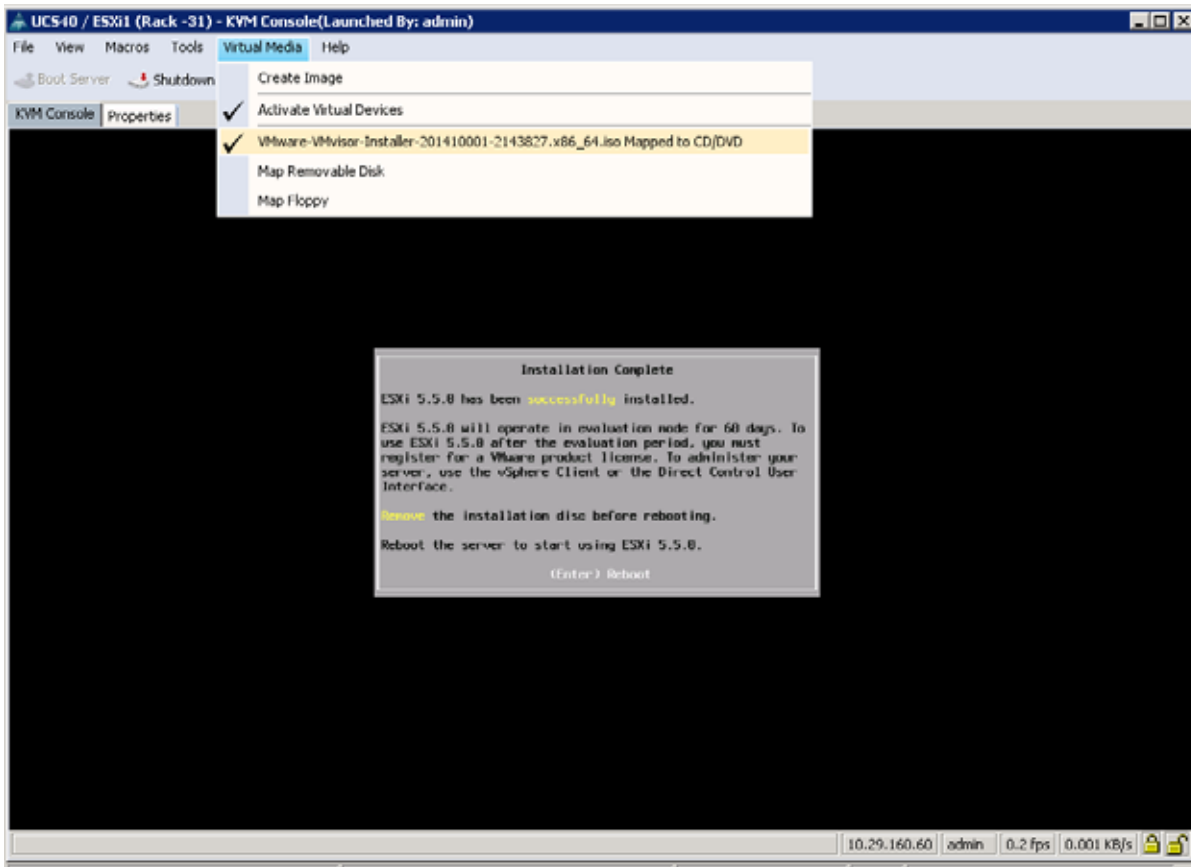 UCS40 / ESXi1 (Rack -31) - KVM Console(Launched By: admin)
File View Macros Tools Virtual Media Help
Boot Server Shutdown
Create Image
Activate Virtual Devices
KVM Console Properties
VMware-VMvisor-Installer-201410001-2143827.x86_64.iso Mapped to CD/DVD
Map Removable Disk
Map Floppy
Installation Complete
ESXi 5.5.0 has been successfully installed.
ESXi 5.5.0 will operate in evaluation mode for 60 days. To
use ESXi 5.5.0 after the evaluation period, you must
register for a VMware product license. To administer your
server, use the vSphere Client or the Direct Control User
Interface.
Remove the installation disc before rebooting.
Reboot the server to start using ESXi 5.5.0.
(Enter) Reboot
10.29.160.60 admin 0.2 fps 0.001 KB/s